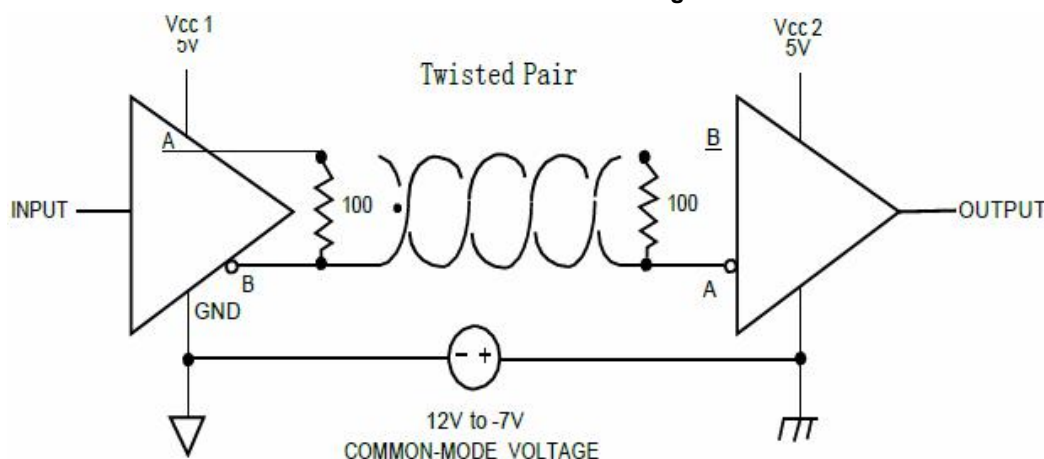 Vcc 1
5V
Vcc 2
5V
Twisted Pair
A
B
INPUT
100
100
OUTPUT
B
A
GND
- +
12V to -7V
COMMON-MODE VOLTAGE